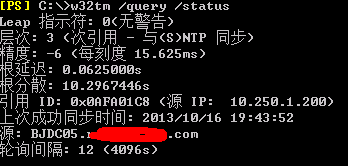 [PS] C:\>w32tm /query /status
Leap 指示符: 0(无警告)
层次: 3 (次引用 - 与(S)NTP 同步)
精度: -6 (每刻度 15.625ms)
根延迟: 0.0625000s
根分散: 10.2967446s
引用 ID: 0x0AFA01C8 (源 IP: 10.250.1.200)
上次成功同步时间: 2013/10/16 19:43:52
源: BJDC05. - .com
轮询间隔: 12 (4096s)